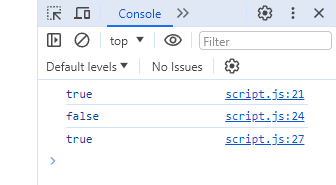 Console
top
Filter
Default levels
No Issues
true script.js:21
false script.js:24
true script.js:27